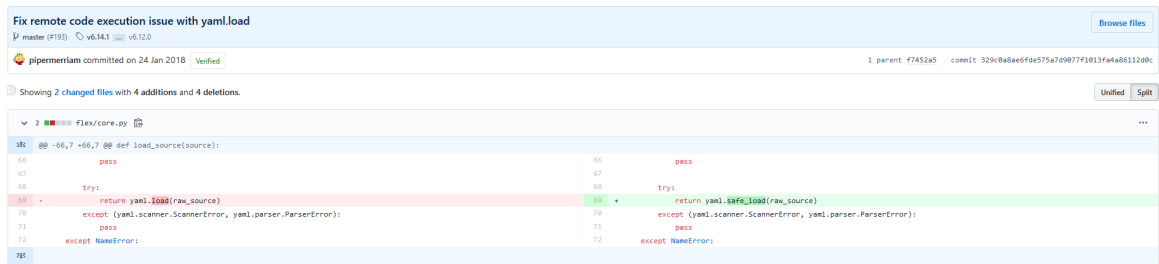 Fix remote code execution issue with yaml.load
Browse files
master (#193) v6.14.1 ... v6.12.0
pipermerriam committed on 24 Jan 2018 Verified
1 parent f7452a5 commit 329c0a8ae6fde575a7d9077f1013fa4a86112d0c
Showing 2 changed files with 4 additions and 4 deletions.
Unified Split
2 flex/core.py ...
@@ -66,7 +66,7 @@ def load_source(source):
66 pass 66 pass
67 67
68 try: 68 try:
69 - return yaml.load(raw_source) 69 + return yaml.safe_load(raw_source)
70 except (yaml.scanner.ScannerError, yaml.parser.ParserError): 70 except (yaml.scanner.ScannerError, yaml.parser.ParserError):
71 pass 71 pass
72 except NameError: 72 except NameError: